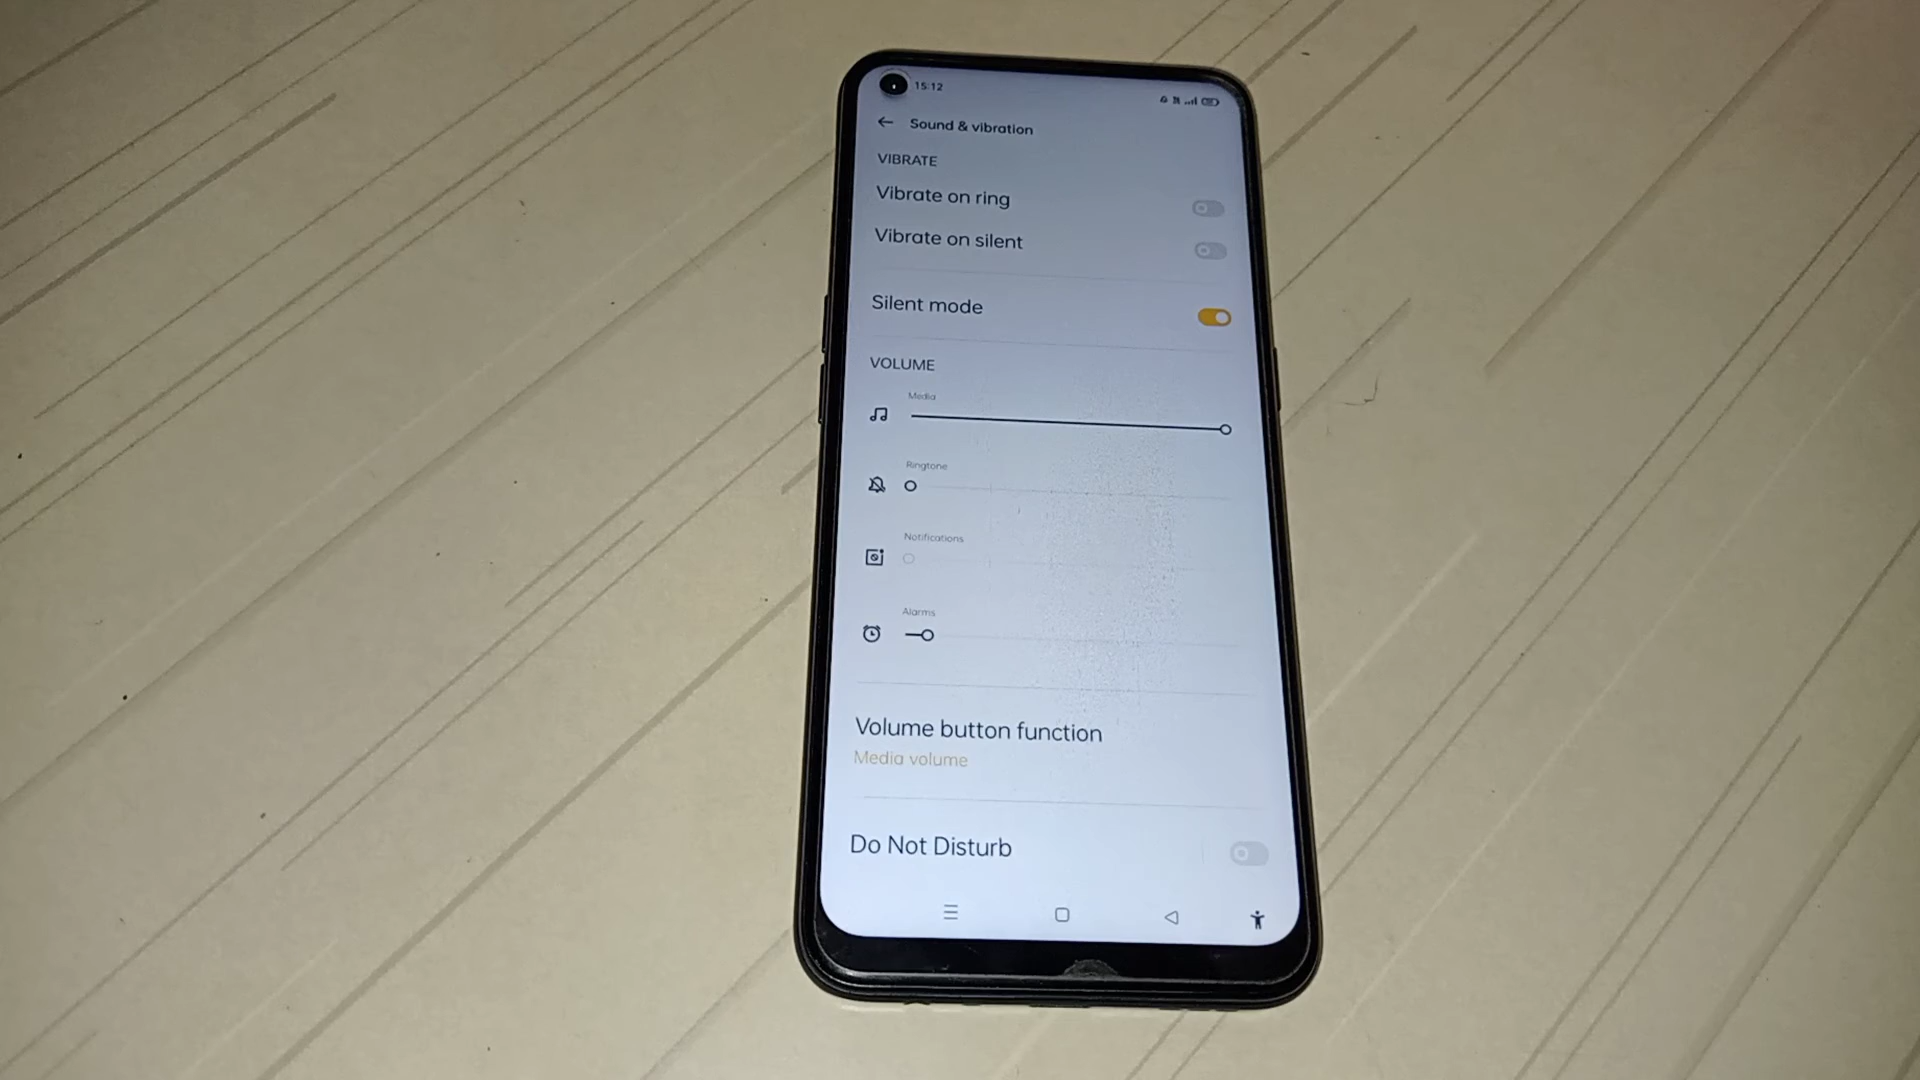 15:12
Sound & vibration
VIBRATE
Vibrate on ring
Vibrate on silent
Silent mode
VOLUME
Media
Ringtone
Notifications
Alarms
Volume button function
Media volume
Do Not Disturb